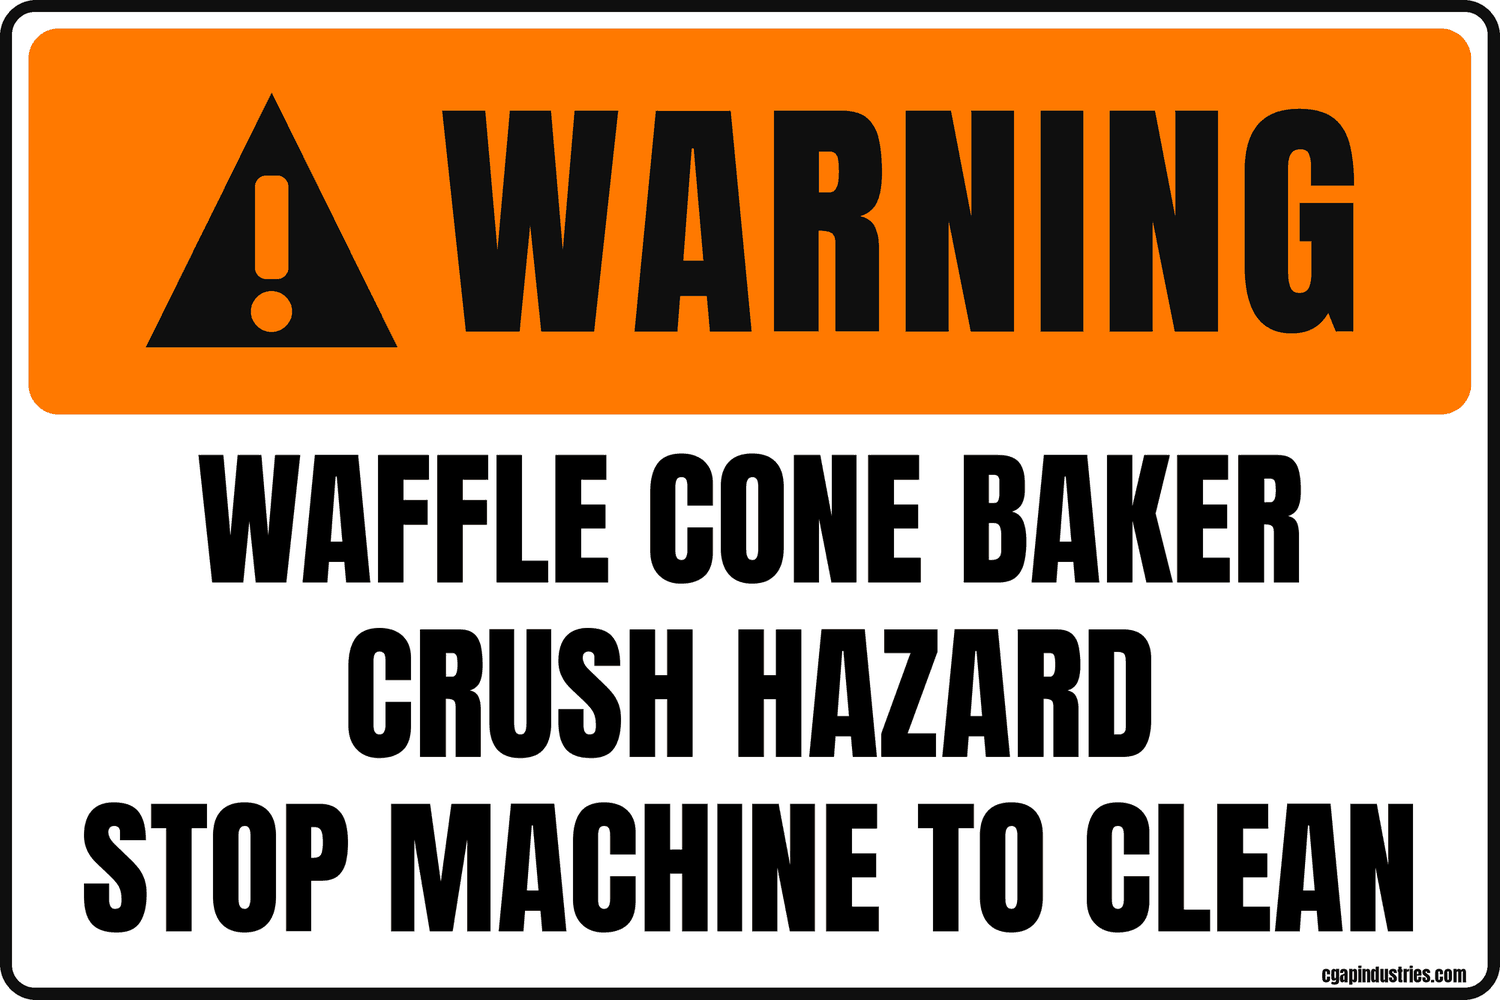 WARNING
WAFFLE CONE BAKER
CRUSH HAZARD
STOP MACHINE TO CLEAN
cgapindustries.com